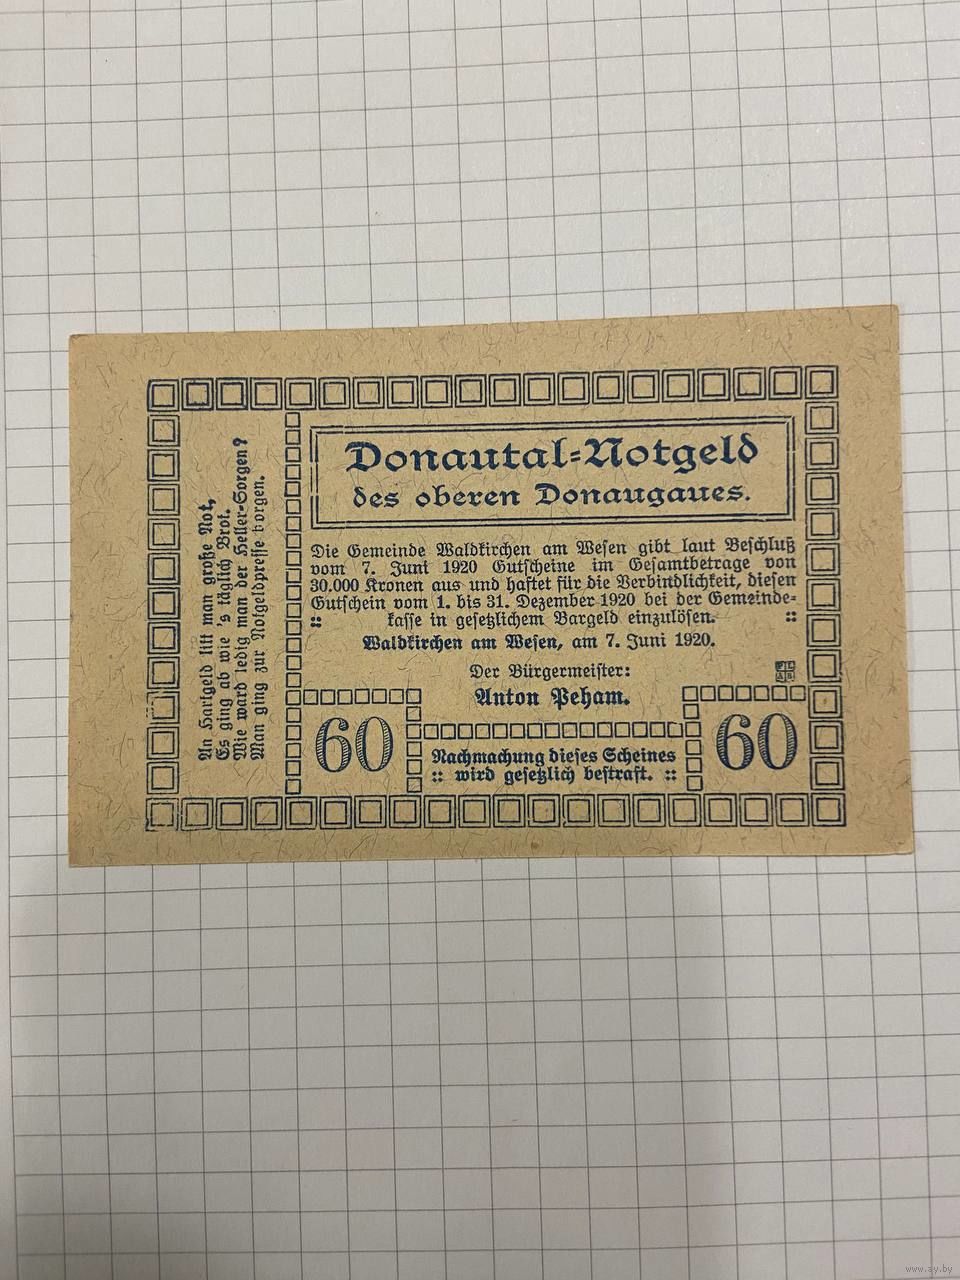 An Hartgeld litt man große Not,
Es ging ab wie 's täglich Brot.
Wie ward ledig man der Heller-Sorgen?
Man ging zur Notgeldpresse borgen.
Donautal-Notgeld
des oberen Donaugaues.
Die Gemeinde Waldkirchen am Wesen gibt laut Beschluß
vom 7. Juni 1920 Gutscheine im Gesamtbetrage von
30.000 Kronen aus und haftet für die Verbindlichkeit, diesen
Gutschein vom 1. bis 31. Dezember 1920 bei der Gemeinde-
:: kasse in gesetzlichem Bargeld einzulösen. ::
Waldkirchen am Wesen, am 7. Juni 1920.
Der Bürgermeister:
Anton Peham.
60
60
Nachmachung dieses Scheines
:: wird gesetzlich bestraft. ::
www.ay.by